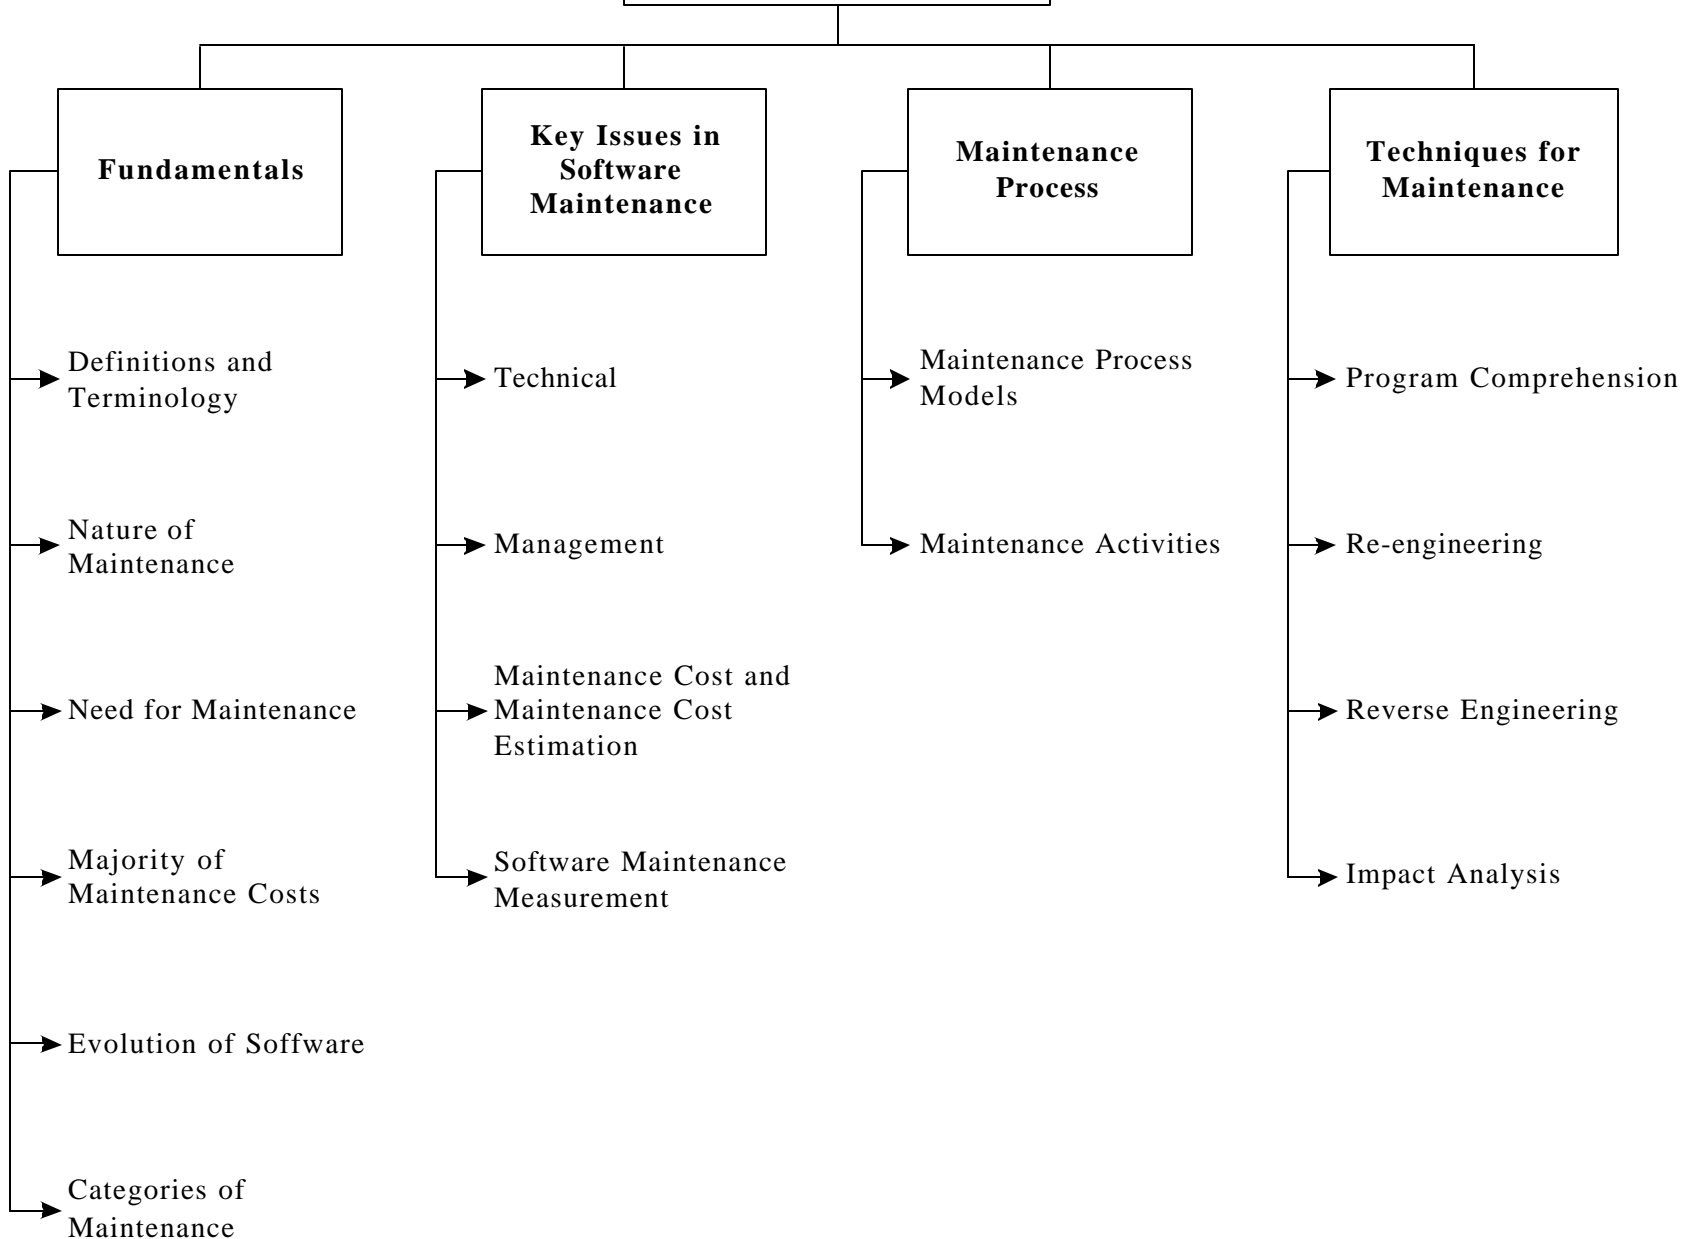 Fundamentals
Key Issues in
Software
Maintenance
Maintenance
Process
Techniques for
Maintenance
Definitions and
Terminology
Nature of
Maintenance
Need for Maintenance
Majority of
Maintenance Costs
Evolution of Soffware
Categories of
Maintenance
Technical
Management
Maintenance Cost and
Maintenance Cost
Estimation
Software Maintenance
Measurement
Maintenance Process
Models
Maintenance Activities
Program Comprehension
Re-engineering
Reverse Engineering
Impact Analysis